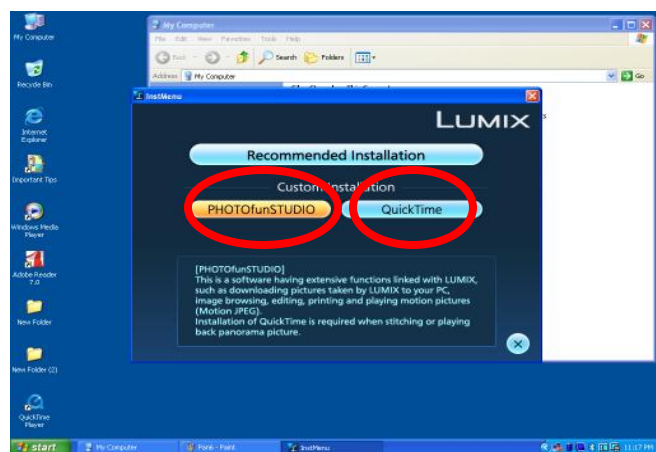 My Computer
Recycle Bin
Internet
Explorer
Important Tips
Windows Media
Player
Adobe Reader
7.0
New Folder
New Folder (2)
QuickTime
Player
My Computer
File Edit View Favorites Tools Help
Search Folders
Address My Computer Go
InstMenu
LUMIX
Recommended Installation
Custom Installation
PHOTOfunSTUDIO QuickTime
[PHOTOfunSTUDIO]
This is a software having extensive functions linked with LUMIX,
such as downloading pictures taken by LUMIX to your PC,
image browsing, editing, printing and playing motion pictures
(Motion JPEG).
Installation of QuickTime is required when stitching or playing
back panorama picture.
start My Computer - Paint InstMenu 11:17 PM